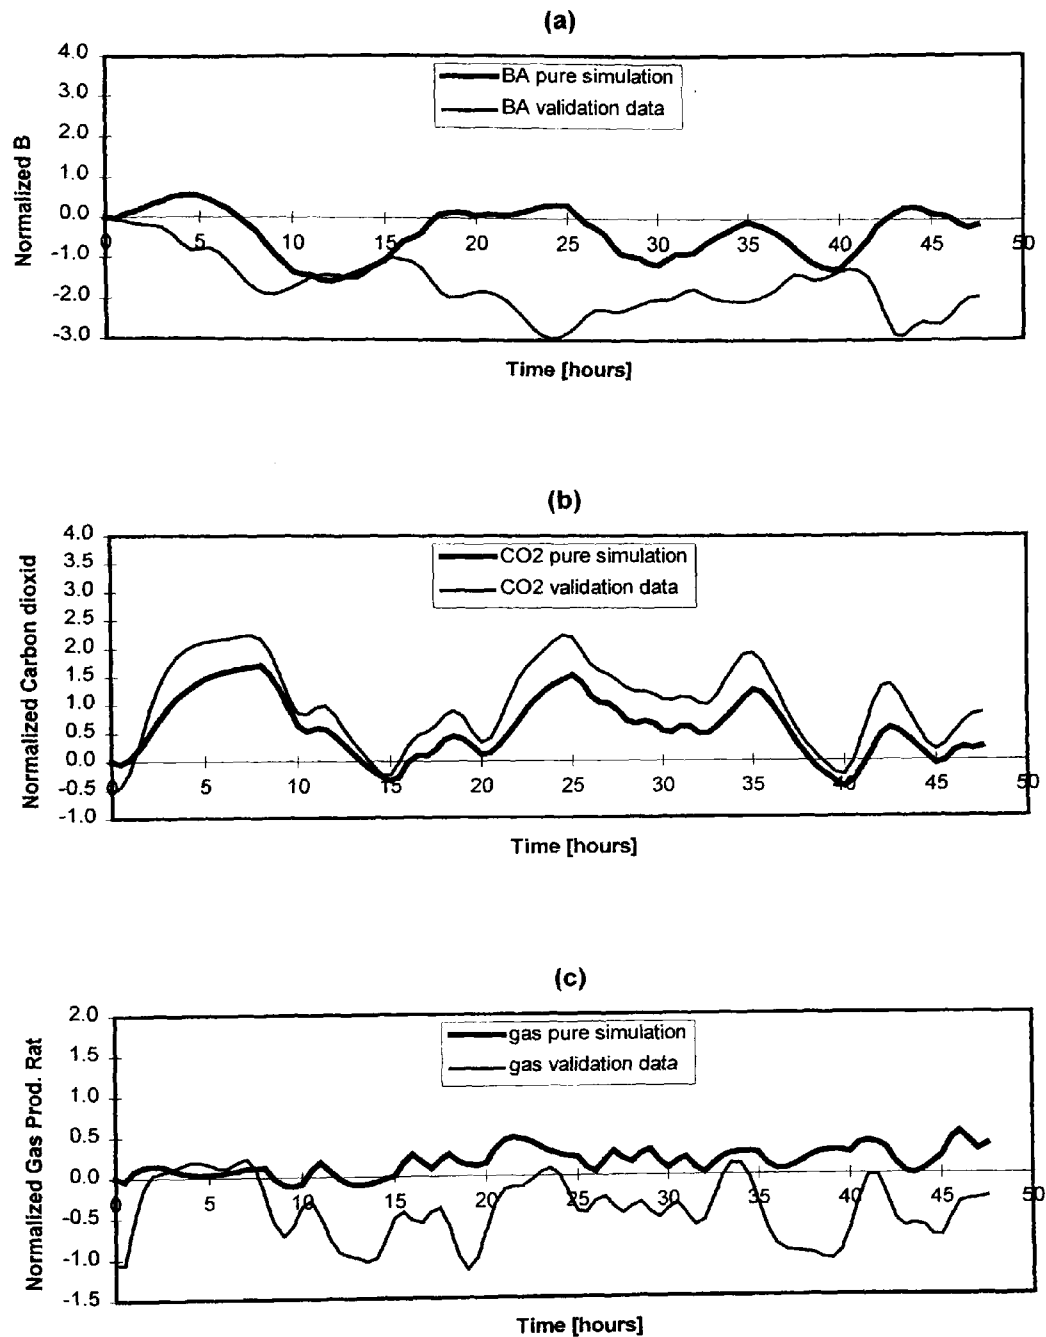 (a)
4.0
3.0
2.0
1.0
0.0
-1.0
-2.0
-3.0
Normalized B
BA pure simulation
BA validation data
0 5 10 15 20 25 30 35 40 45 50
Time [hours]
(b)
4.0
3.5
3.0
2.5
2.0
1.5
1.0
0.5
0.0
-0.5
-1.0
Normalized Carbon dioxid
CO2 pure simulation
CO2 validation data
0 5 10 15 20 25 30 35 40 45 50
Time [hours]
(c)
2.0
1.5
1.0
0.5
0.0
-0.5
-1.0
-1.5
Normalized Gas Prod. Rat
gas pure simulation
gas validation data
0 5 10 15 20 25 30 35 40 45 50
Time [hours]